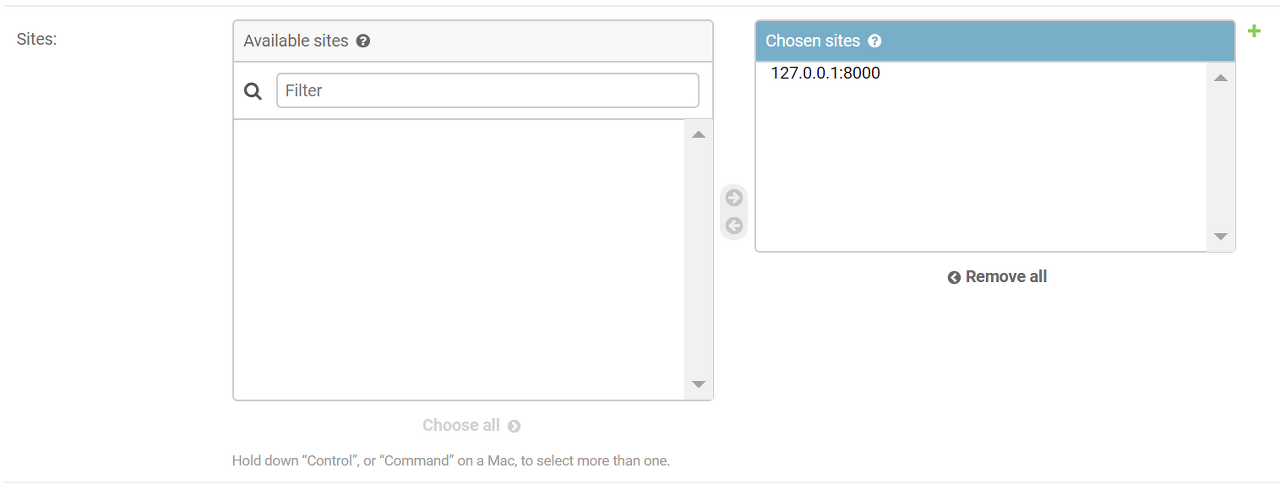 Sites:
Available sites
Filter
Choose all
Hold down “Control”, or “Command” on a Mac, to select more than one.
Chosen sites
127.0.0.1:8000
Remove all